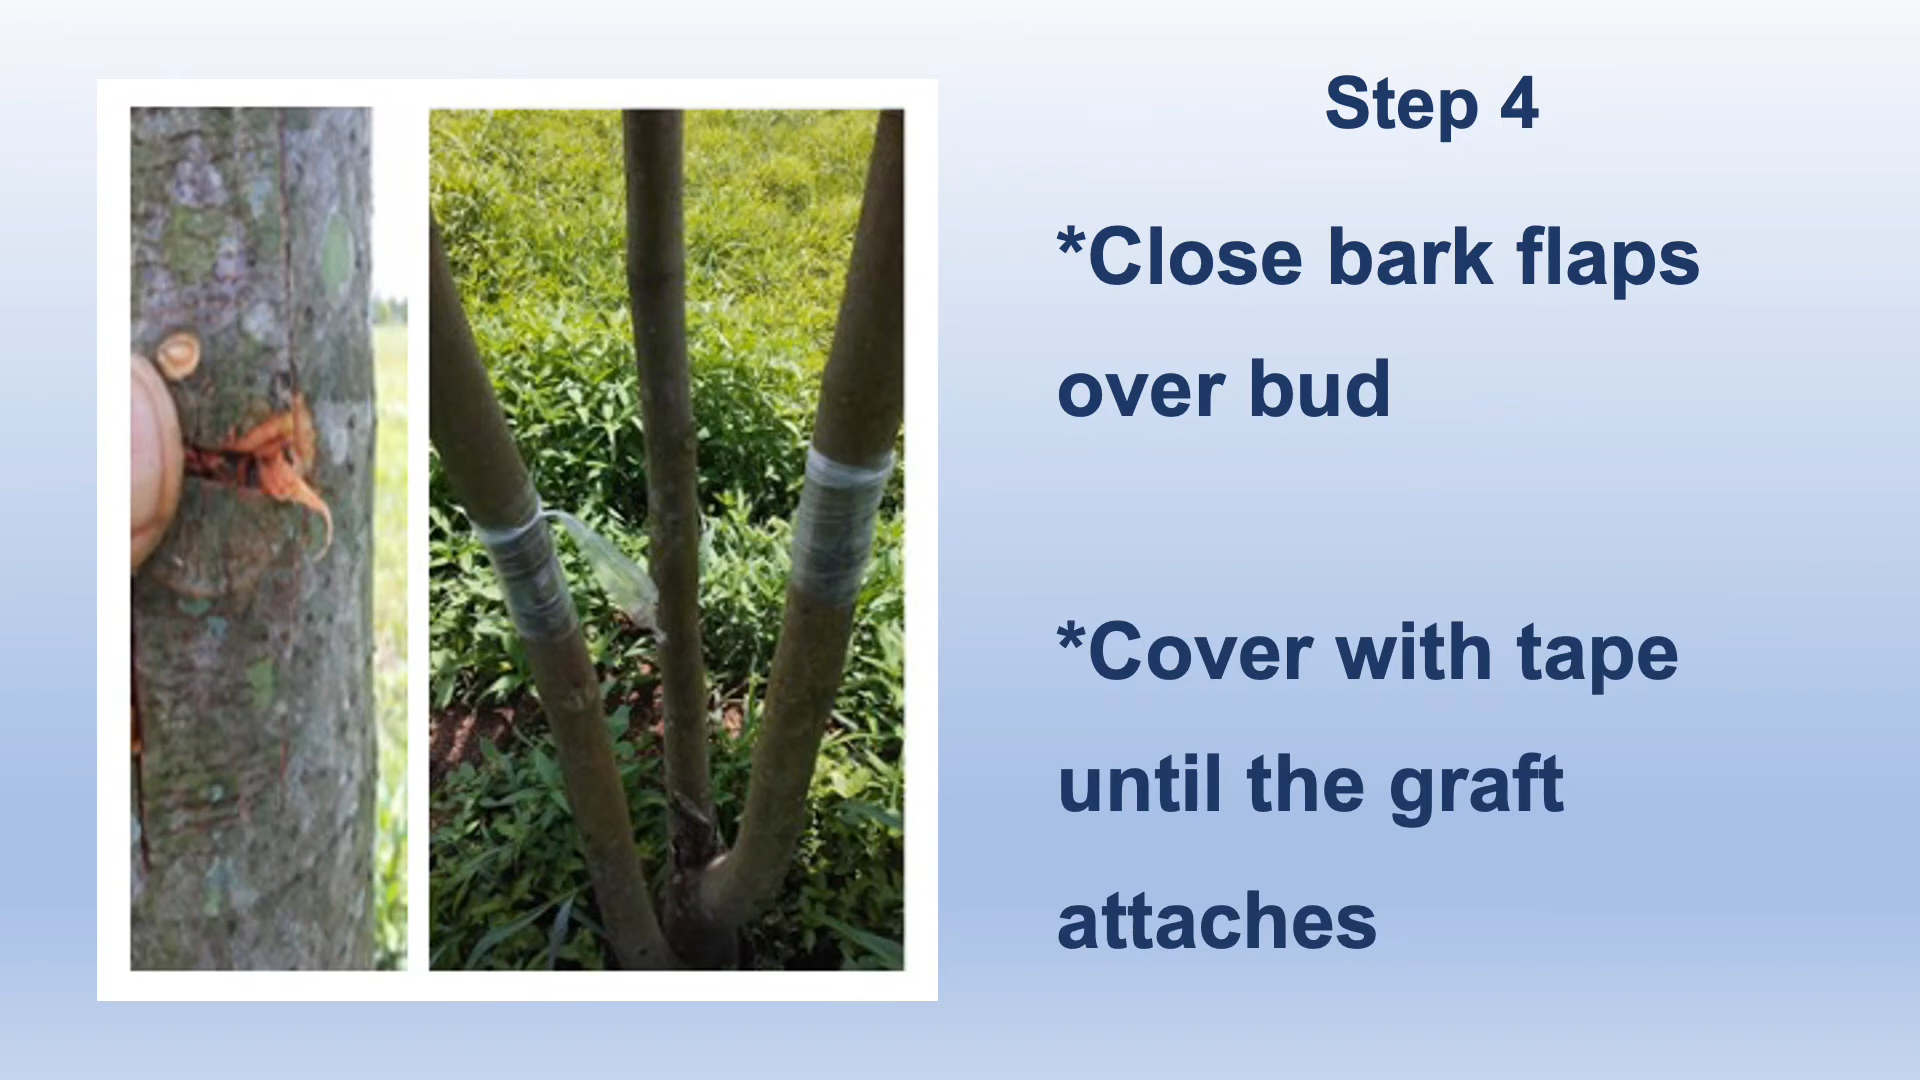 Step 4
*Close bark flaps
over bud
*Cover with tape
until the graft
attaches